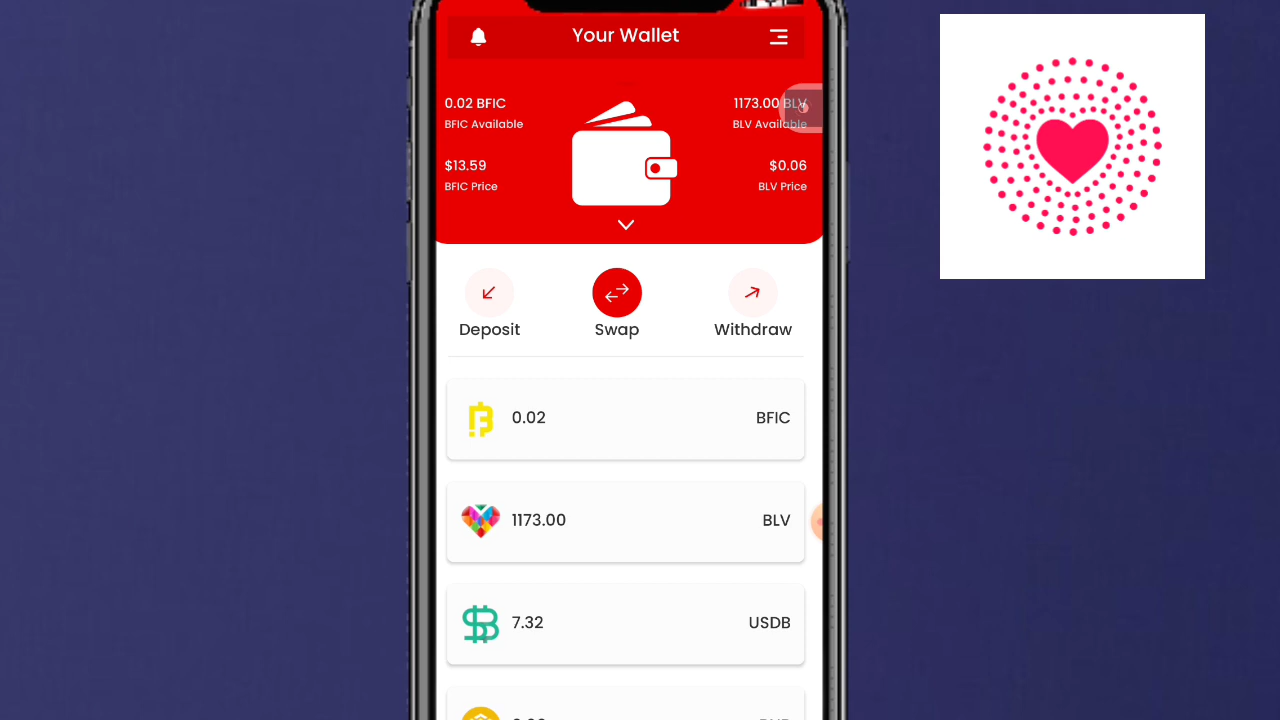 Your Wallet
0.02 BFIC
BFIC Available
1173.00 BLV
BLV Available
$13.59
BFIC Price
$0.06
BLV Price
Deposit
Swap
Withdraw
0.02 BFIC
1173.00 BLV
7.32 USDB